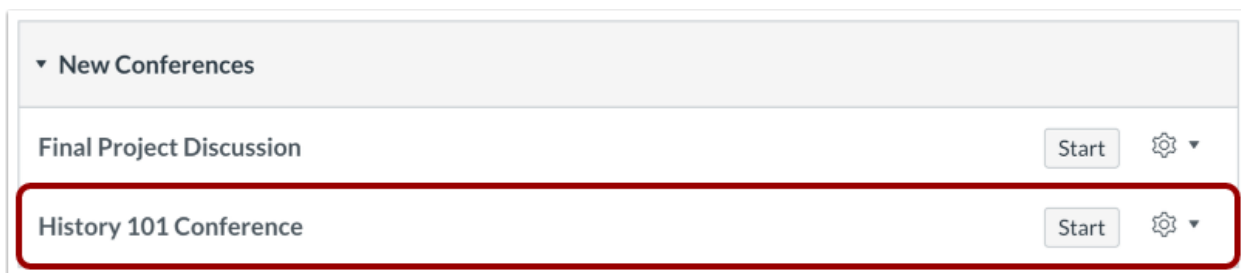 New Conferences
Final Project Discussion Start
History 101 Conference Start